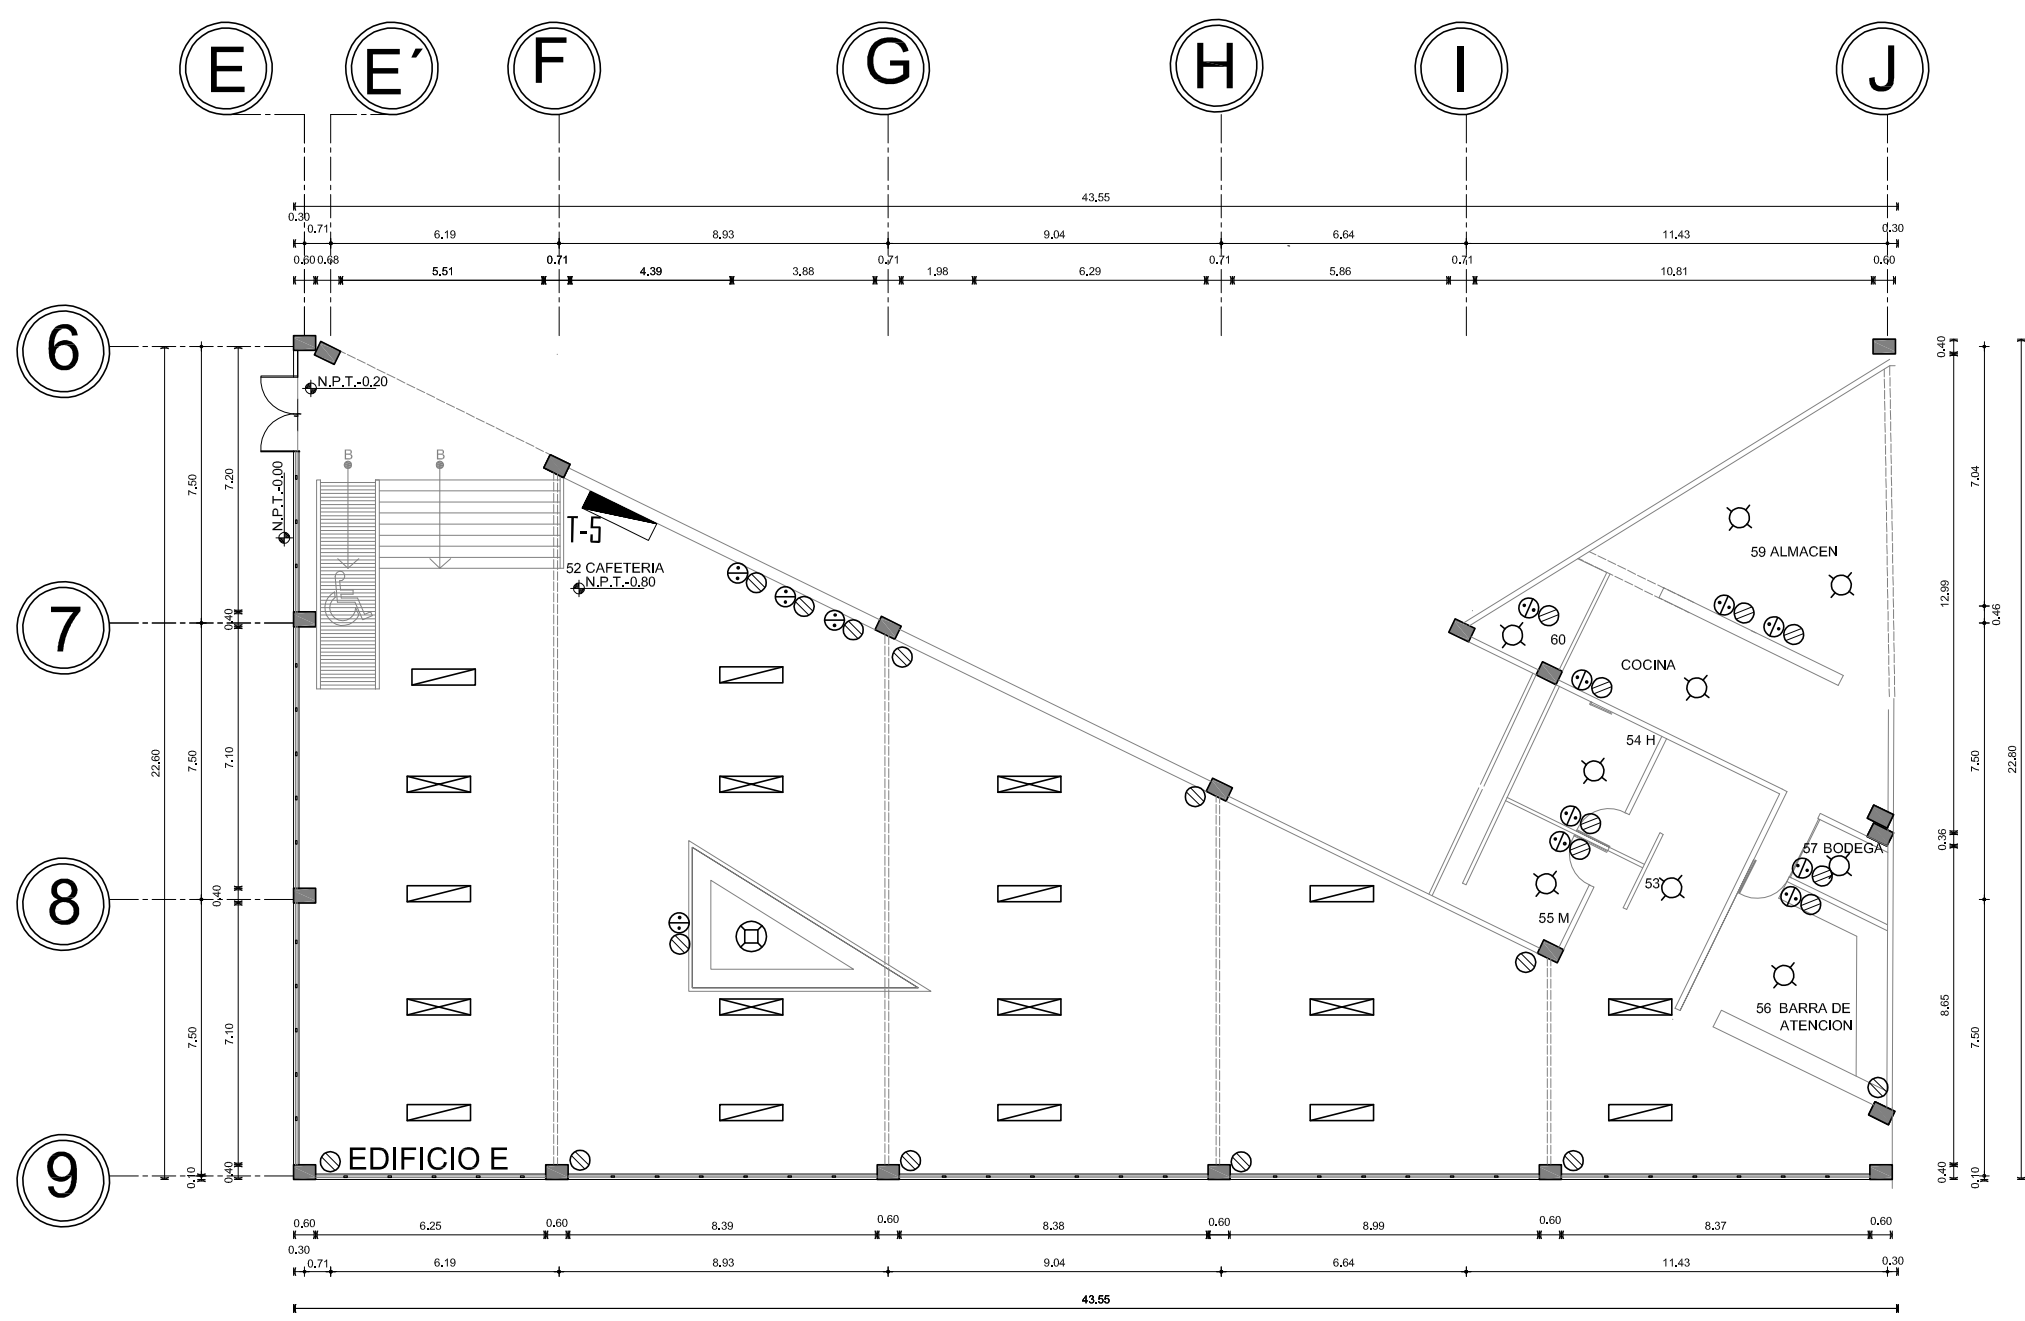 E E´ F G H I J
43.55
0.30 0.71 6.19 8.93 9.04 6.64 11.43 0.30
0.60 0.68 5.51 0.71 4.39 3.88 0.71 1.98 6.29 0.71 5.86 0.71 10.81 0.60
6
7
8
9
22.60
7.50
7.50
7.50
0.10
7.20
0.40
7.10
0.40
7.10
0.40
N.P.T.-0.20
N.P.T.-0.00
B B
T-5
52 CAFETERIA
N.P.T.-0.80
59 ALMACEN
60
COCINA
54 H
57 BODEGA
53
55 M
56 BARRA DE
ATENCION
EDIFICIO E
0.40
12.99
0.36
8.65
0.40
7.04
0.46
7.50
7.50
0.10
22.80
0.60 6.25 0.60 8.39 0.60 8.38 0.60 8.99 0.60 8.37 0.60
0.30 0.71 6.19 8.93 9.04 6.64 11.43 0.30
43.55